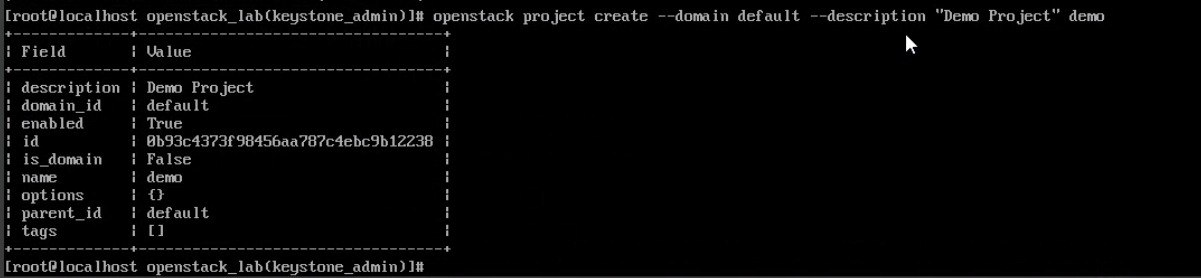 [root@localhost openstack_lab(keystone_admin)]# openstack project create --domain default --description "Demo Project" demo
+-------------+----------------------------------+
| Field       | Value                            |
+-------------+----------------------------------+
| description | Demo Project                     |
| domain_id   | default                          |
| enabled     | True                             |
| id          | 0b93c4373f98456aa787c4ebc9b12238 |
| is_domain   | False                            |
| name        | demo                             |
| options     | {}                               |
| parent_id   | default                          |
| tags        | []                               |
+-------------+----------------------------------+
[root@localhost openstack_lab(keystone_admin)]#